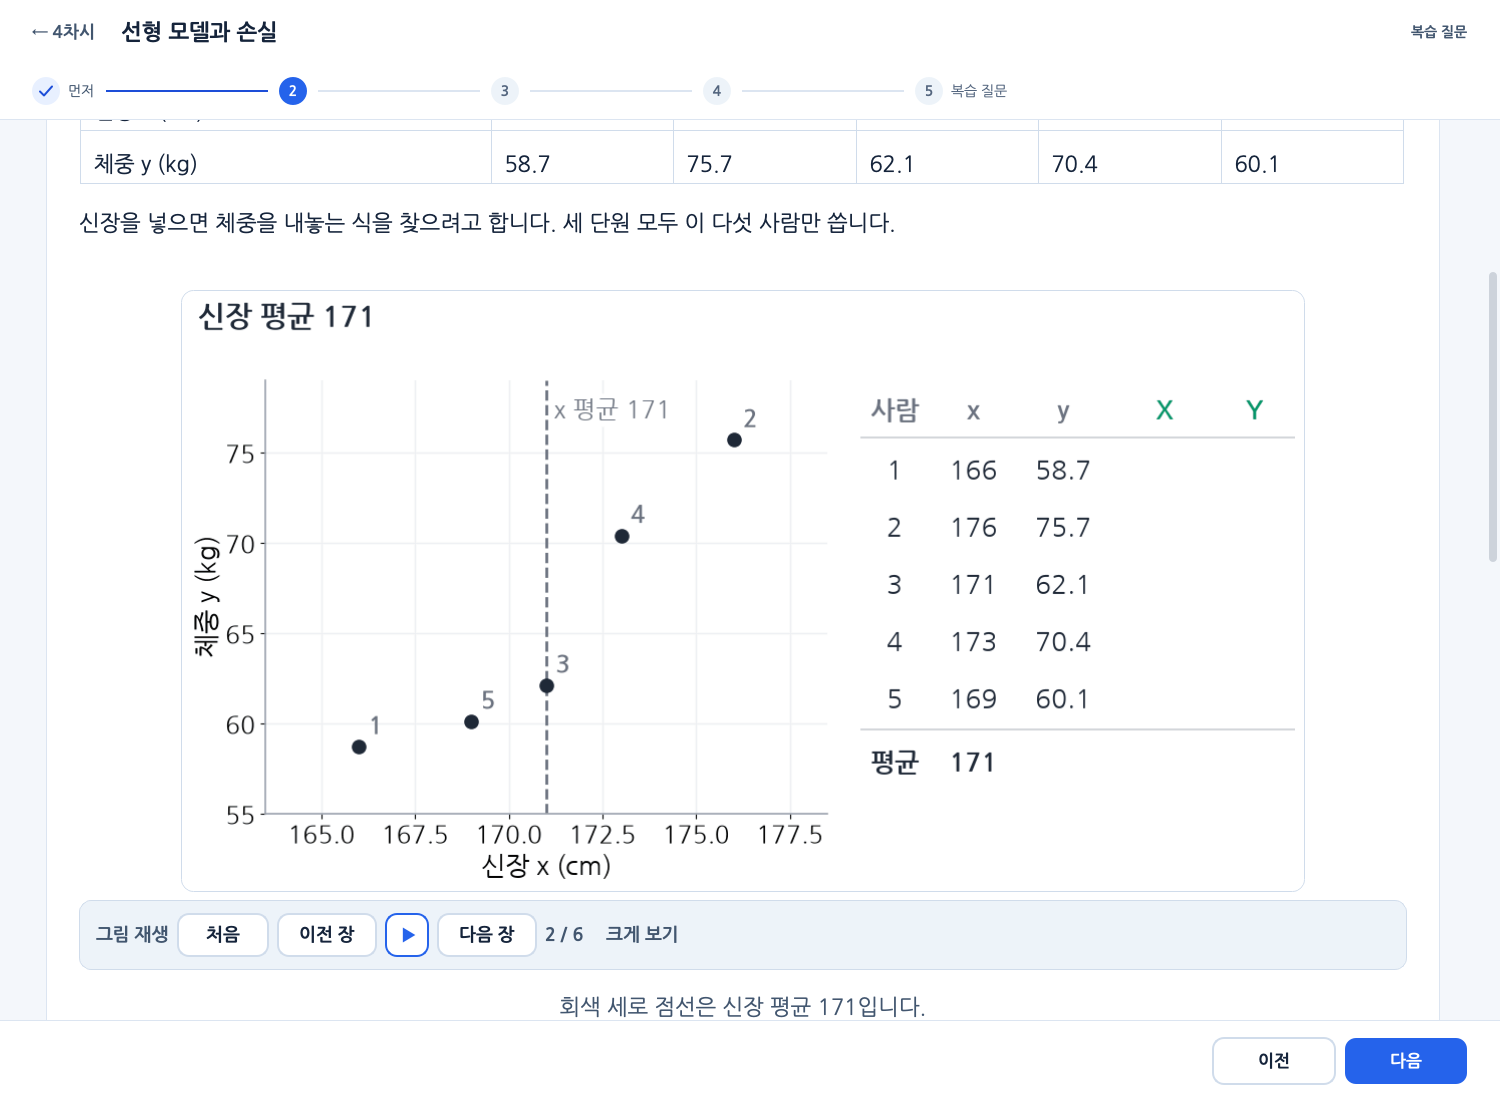 ← 4차시 선형 모델과 손실 복습 질문
먼저 2 3 4 5 복습 질문
체중 y (kg) 58.7 75.7 62.1 70.4 60.1
신장을 넣으면 체중을 내놓는 식을 찾으려고 합니다. 세 단원 모두 이 다섯 사람만 씁니다.
신장 평균 171
x 평균 171
2
4
3
5
1
75
70
65
60
55
체중 y (kg)
165.0 167.5 170.0 172.5 175.0 177.5
신장 x (cm)
사람 x y X Y
1 166 58.7
2 176 75.7
3 171 62.1
4 173 70.4
5 169 60.1
평균 171
그림 재생 처음 이전 장 다음 장 2 / 6 크게 보기
회색 세로 점선은 신장 평균 171입니다.
이전 다음